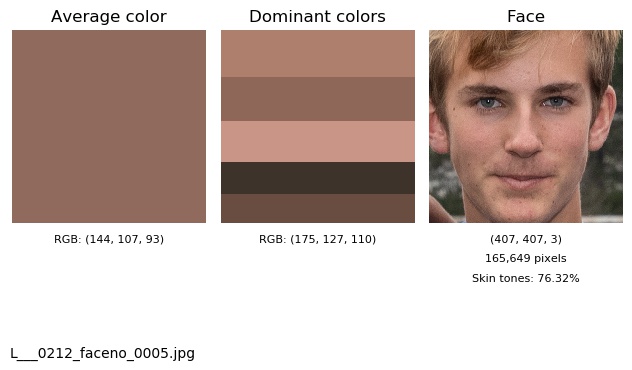 Average color
Dominant colors
Face
RGB: (144, 107, 93)
RGB: (175, 127, 110)
(407, 407, 3)
165,649 pixels
Skin tones: 76.32%
L___0212_faceno_0005.jpg